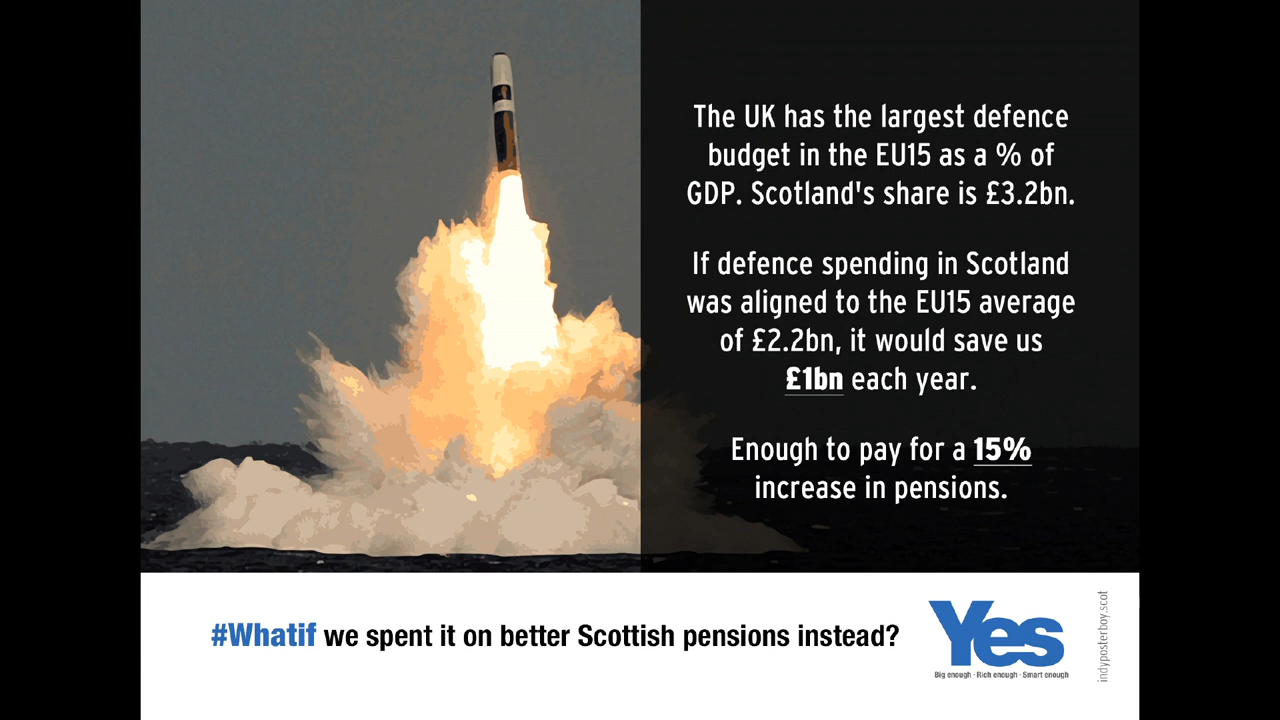 The UK has the largest defence
budget in the EU15 as a % of
GDP. Scotland's share is £3.2bn.
If defence spending in Scotland
was aligned to the EU15 average
of £2.2bn, it would save us
£1bn each year.
Enough to pay for a 15%
increase in pensions.
#Whatif we spent it on better Scottish pensions instead?
Yes
Big enough · Rich enough · Smart enough
indyposterboy.scot